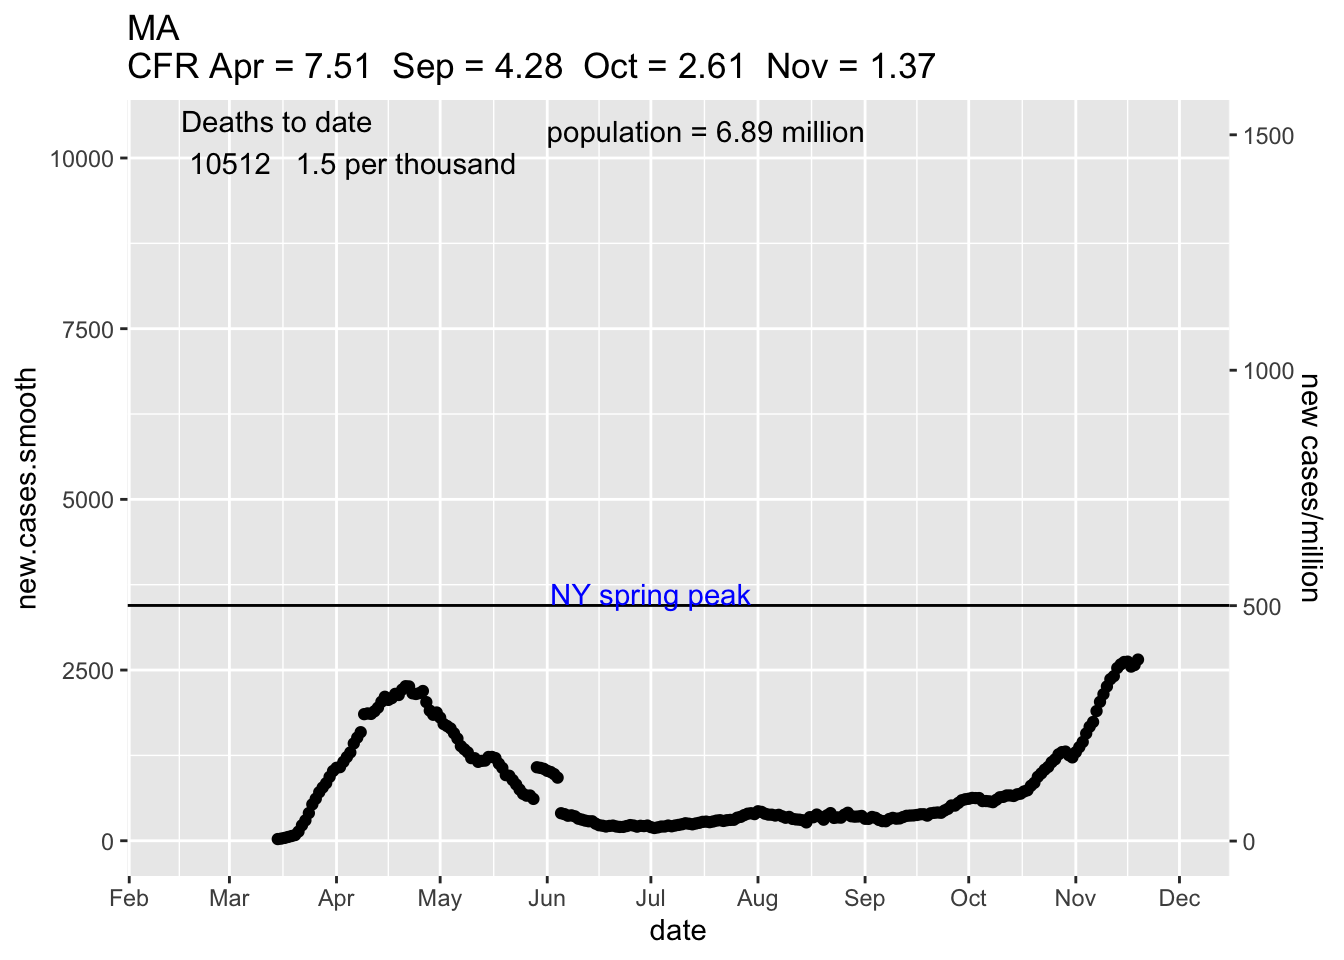 MA
CFR Apr = 7.51  Sep = 4.28  Oct = 2.61  Nov = 1.37
Deaths to date
population = 6.89 million
10512   1.5 per thousand
10000
7500
5000
2500
0
new.cases.smooth
NY spring peak
1500
1000
500
0
new cases/million
Feb Mar Apr May Jun Jul Aug Sep Oct Nov Dec
date